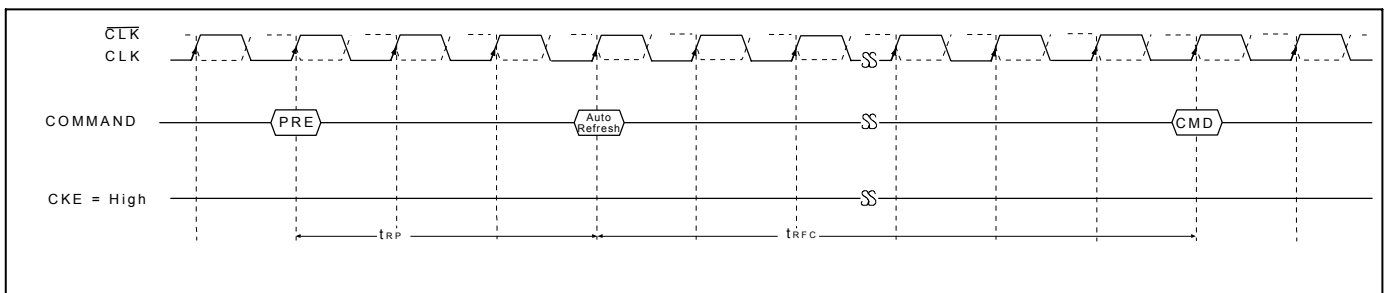 CLK
CLK
COMMAND
PRE
Auto
Refresh
CMD
CKE = High
tRP
tRFC